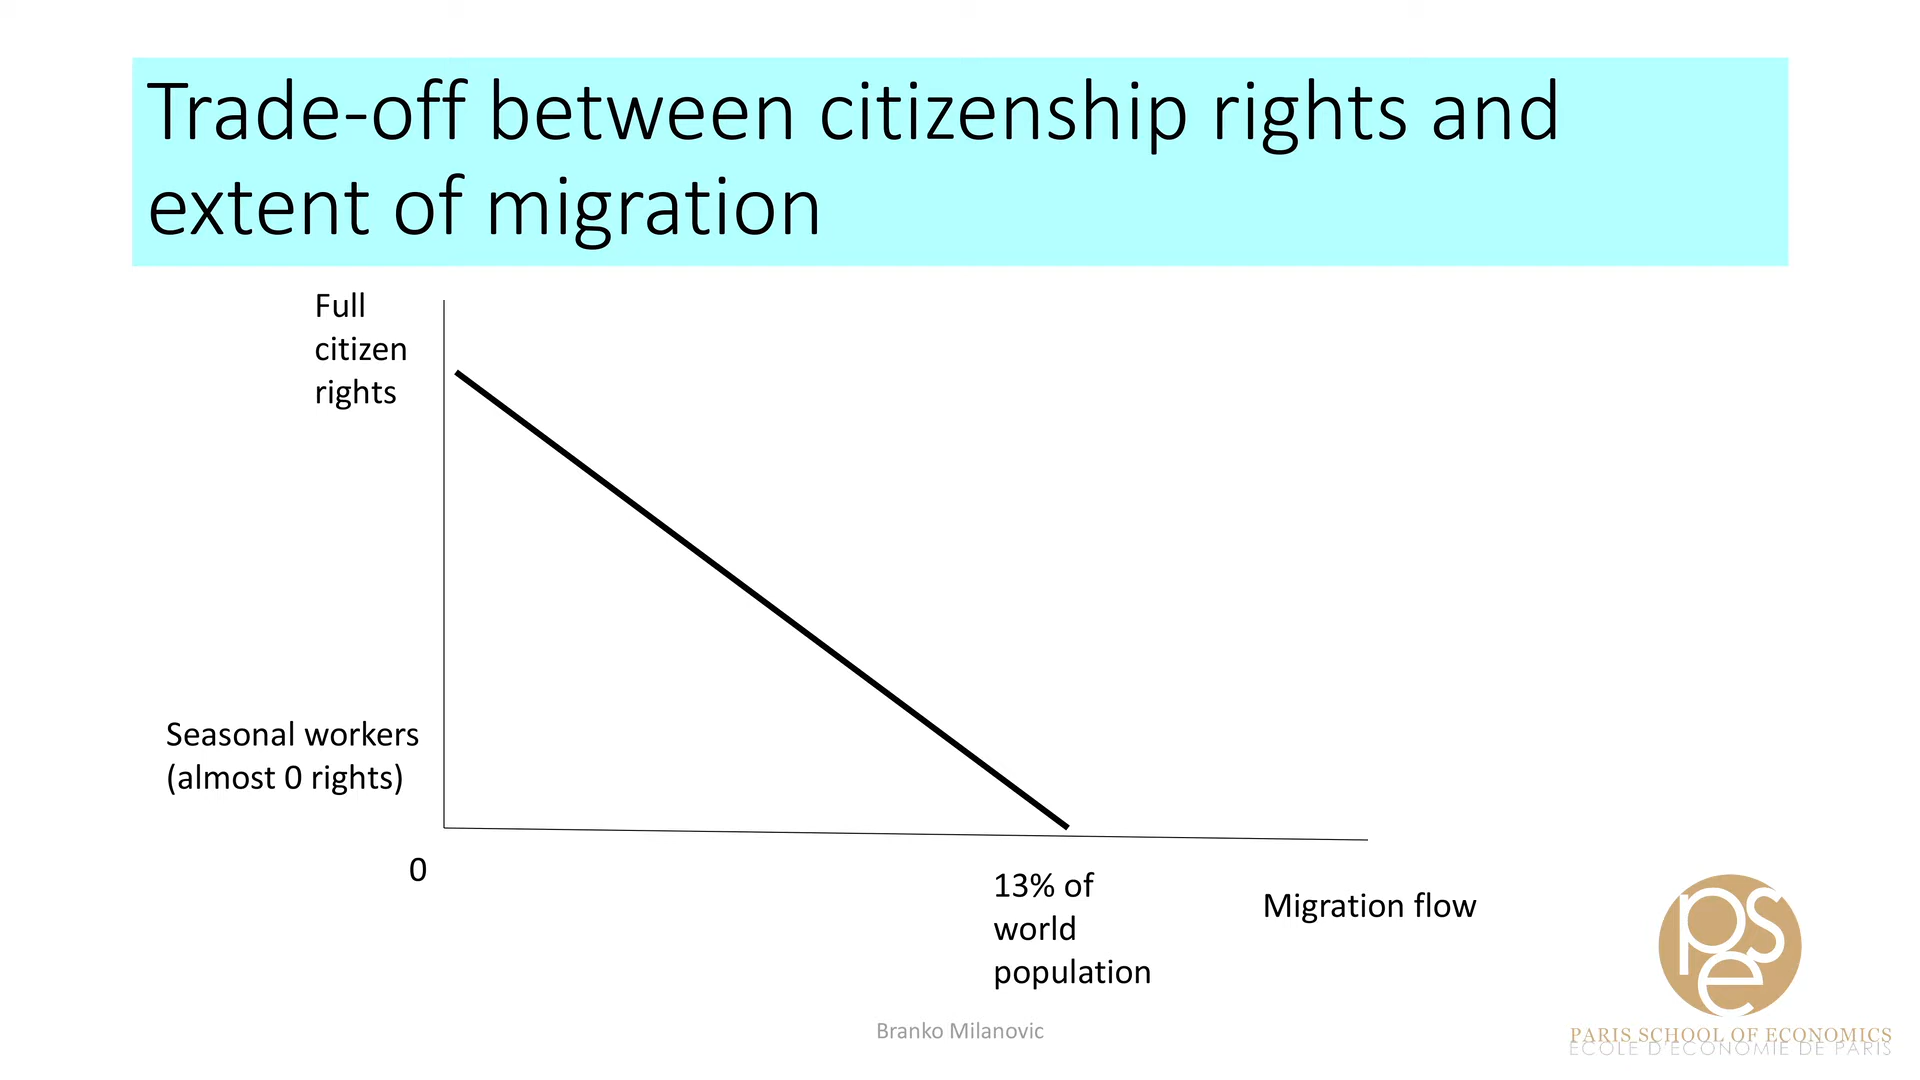 Trade-off between citizenship rights and
extent of migration
Full
citizen
rights
Seasonal workers
(almost 0 rights)
0
13% of
world
population
Migration flow
Branko Milanovic
pse
PARIS SCHOOL OF ECONOMICS
ECOLE D'ECONOMIE DE PARIS